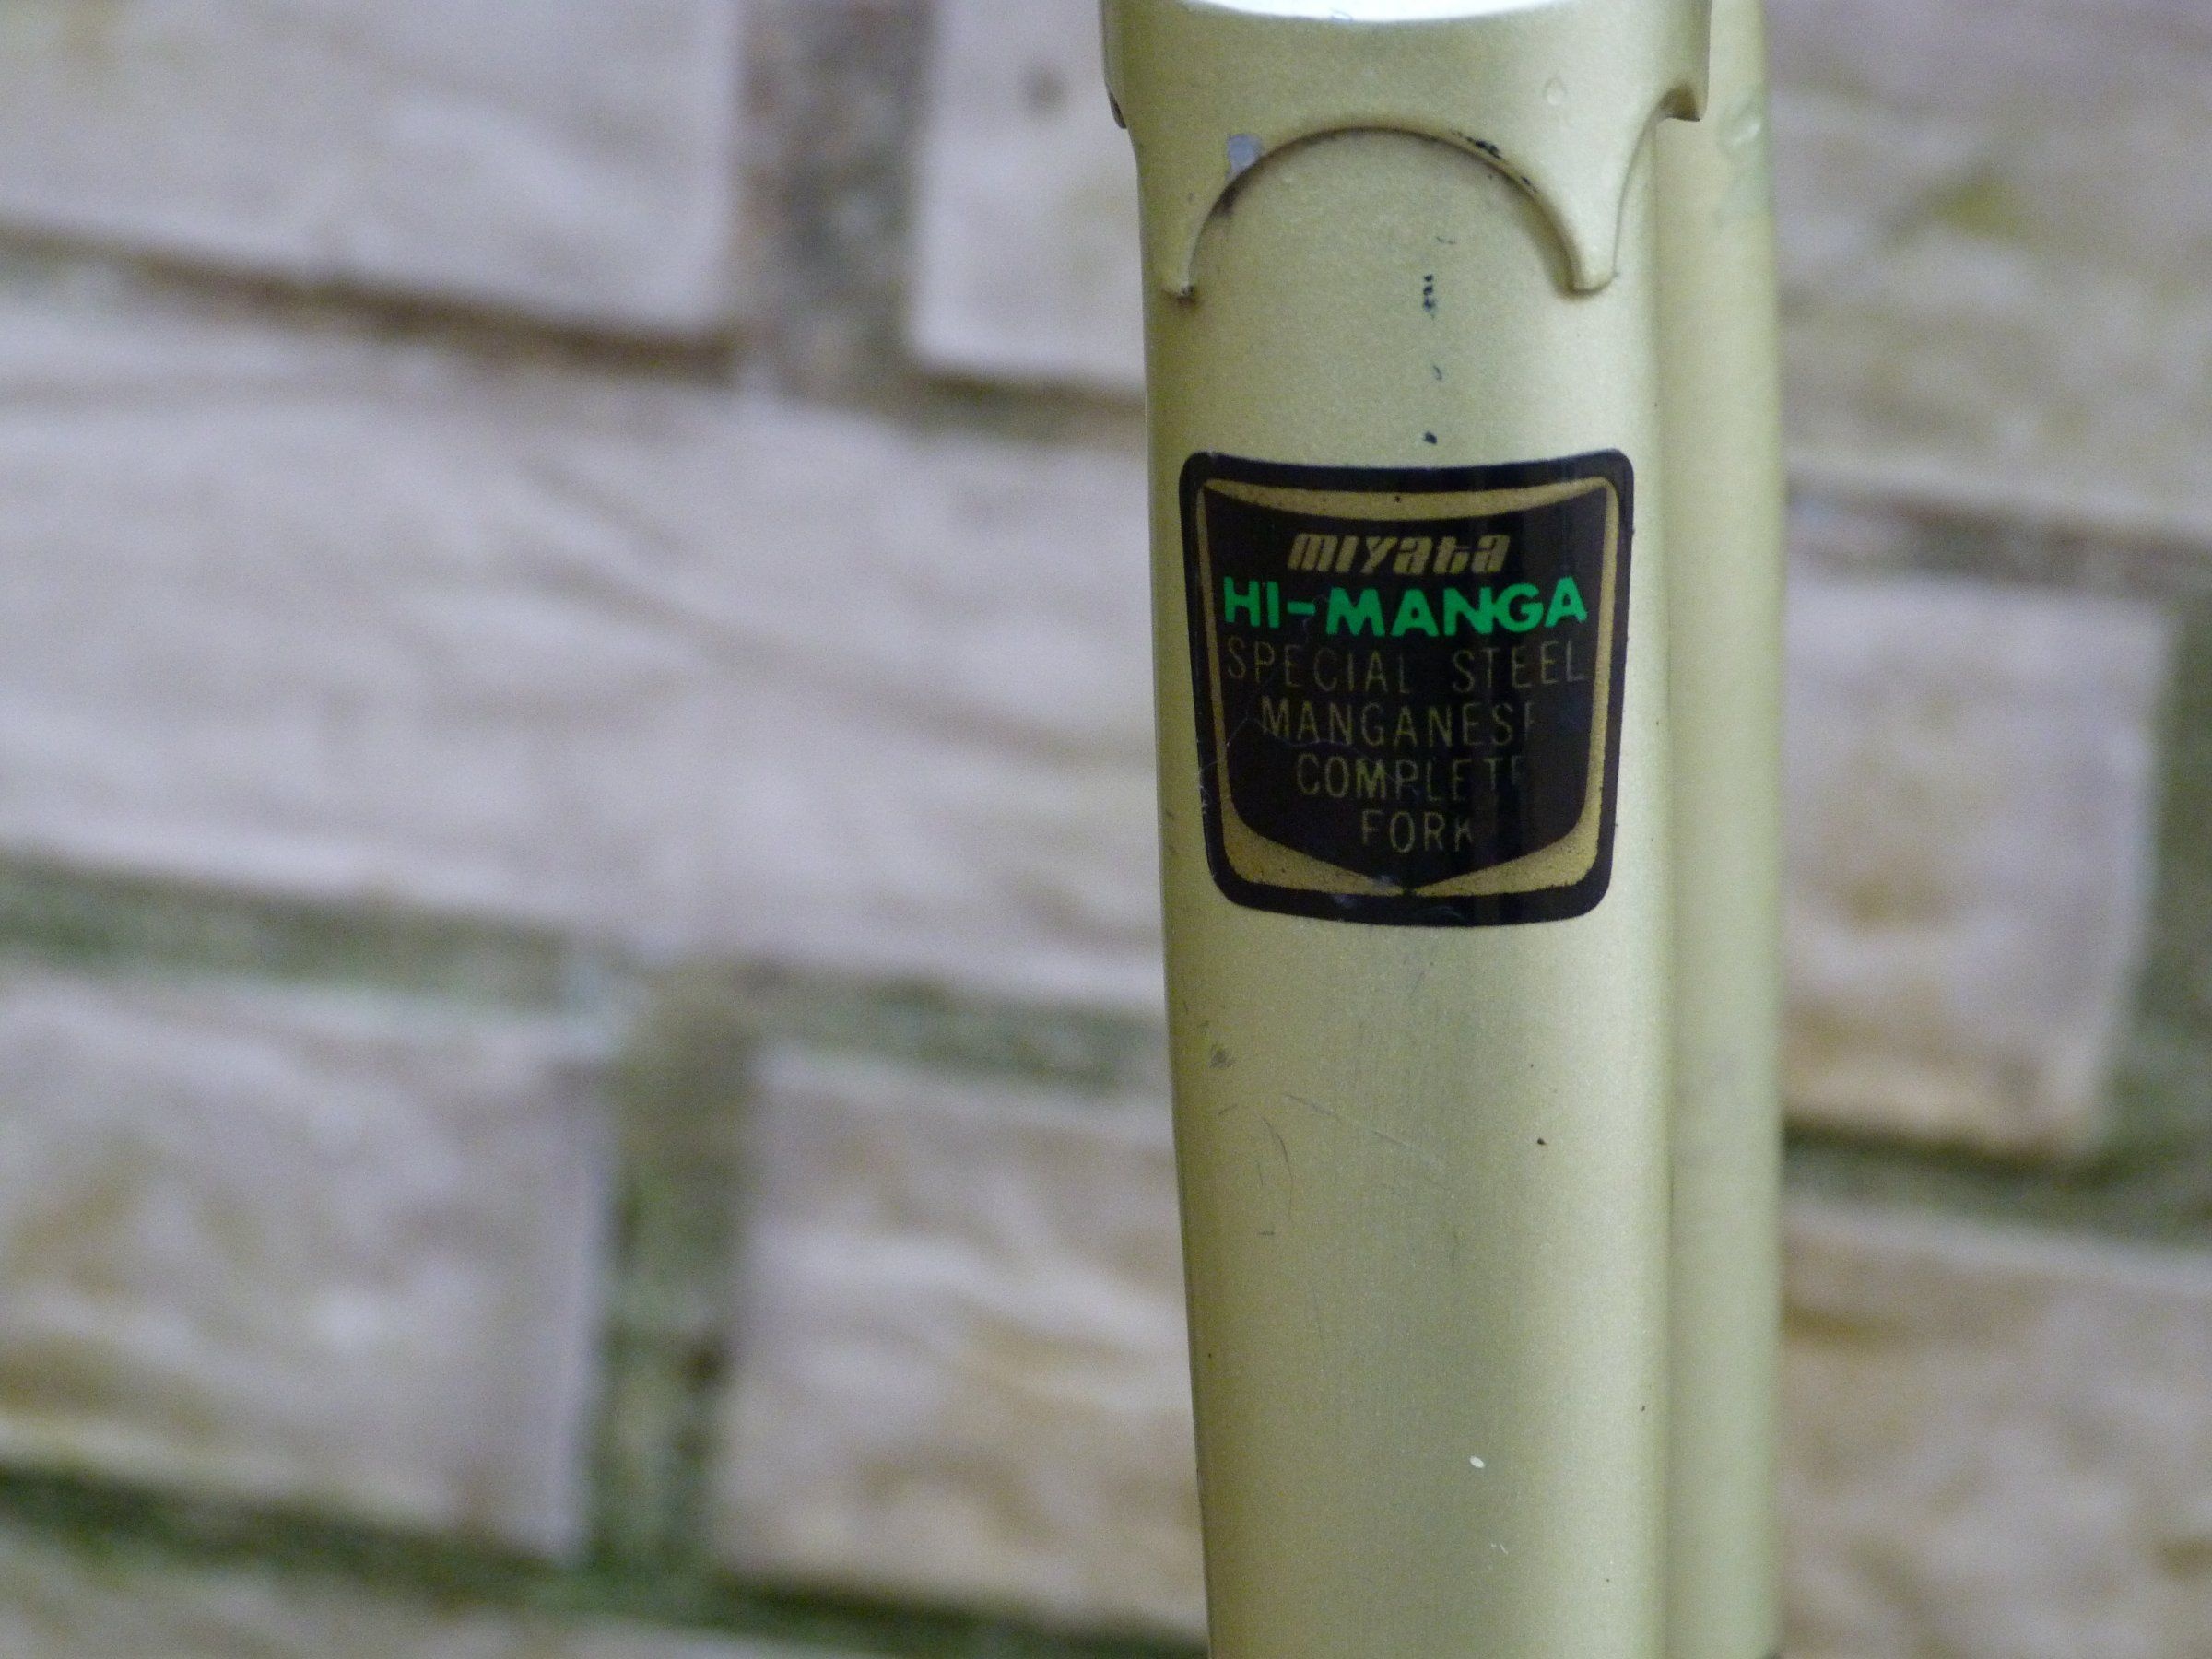 miyata
HI-MANGA
SPECIAL STEEL
MANGANESE
COMPLETE
FORK